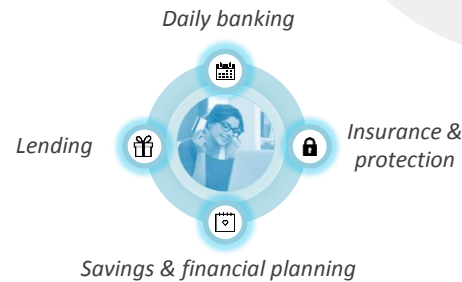 Daily banking
Lending
Insurance &
protection
Savings & financial planning